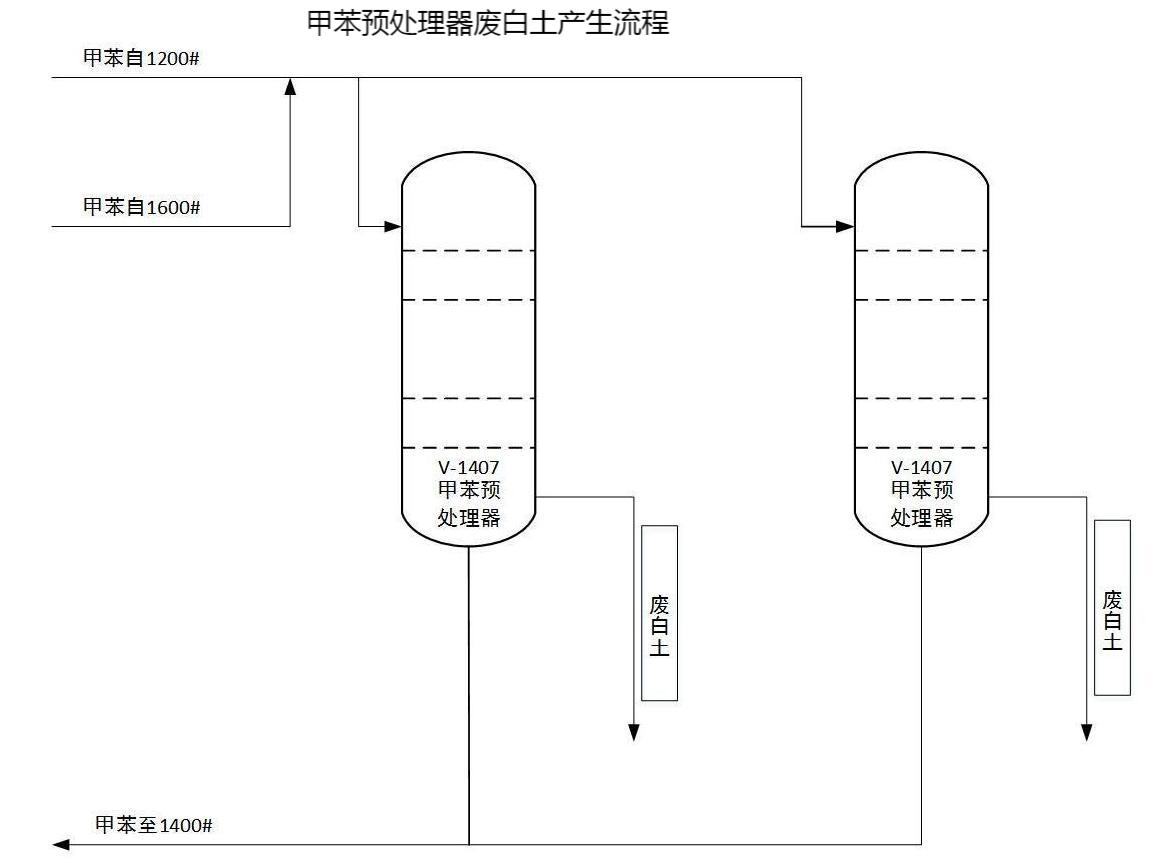 甲苯预处理器废白土产生流程
甲苯自1200#
甲苯自1600#
V-1407
甲苯预
处理器
V-1407
甲苯预
处理器
废白土
废白土
甲苯至1400#